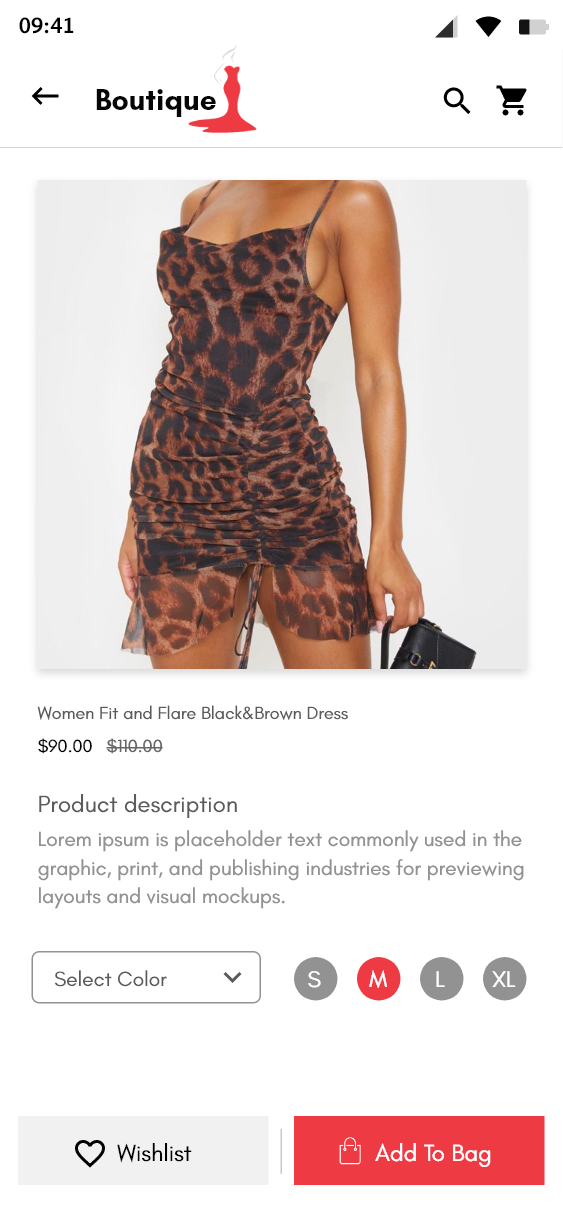 09:41
Boutique
Women Fit and Flare Black&Brown Dress
$90.00 $110.00
Product description
Lorem ipsum is placeholder text commonly used in the
graphic, print, and publishing industries for previewing
layouts and visual mockups.
Select Color S M L XL
Wishlist Add To Bag